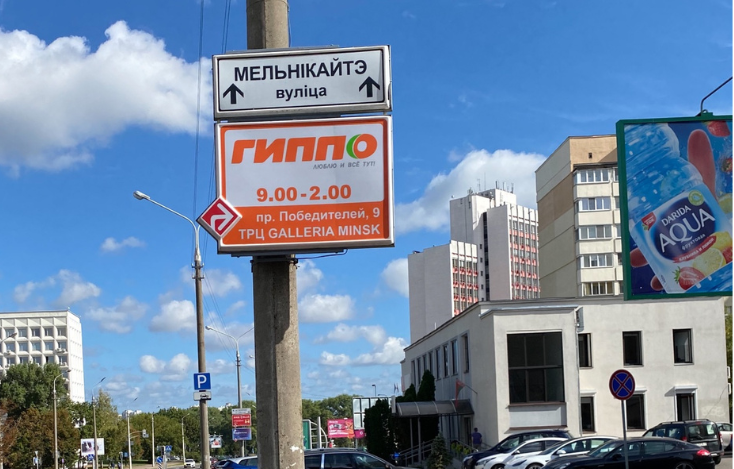 МЕЛЬНІКАЙТЭ
вуліца
ГИППО
ЛЮБЛЮ И ВСЁ ТУТ!
9.00-2.00
пр. Победителей, 9
ТРЦ GALLERIA MINSK
P
DARIDA
AQUA